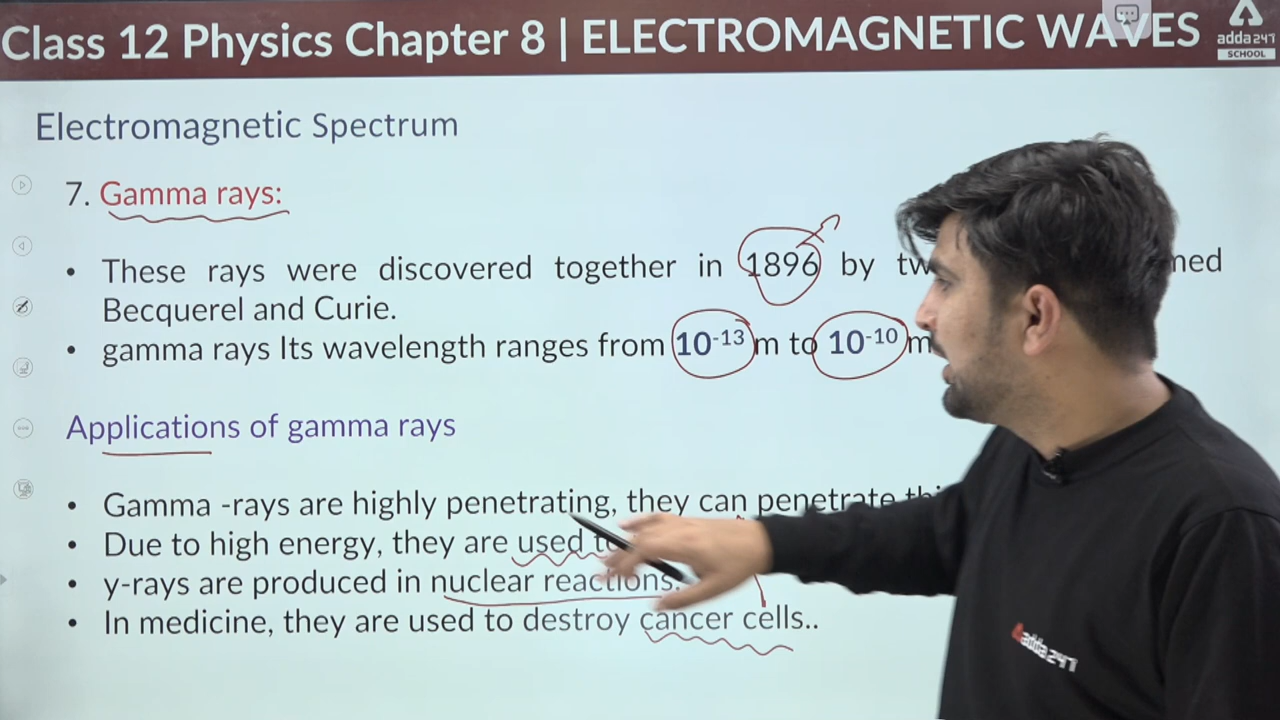 Class 12 Physics Chapter 8 | ELECTROMAGNETIC WAVES
adda247
SCHOOL
Electromagnetic Spectrum
7. Gamma rays:
• These rays were discovered together in 1896 by
Becquerel and Curie.
• gamma rays Its wavelength ranges from 10⁻¹³ m to 10⁻¹⁰ m
Applications of gamma rays
• Gamma -rays are highly penetrating, they can penetrate
• Due to high energy, they are used
• y-rays are produced in nuclear reactions.
• In medicine, they are used to destroy cancer cells..
adda247